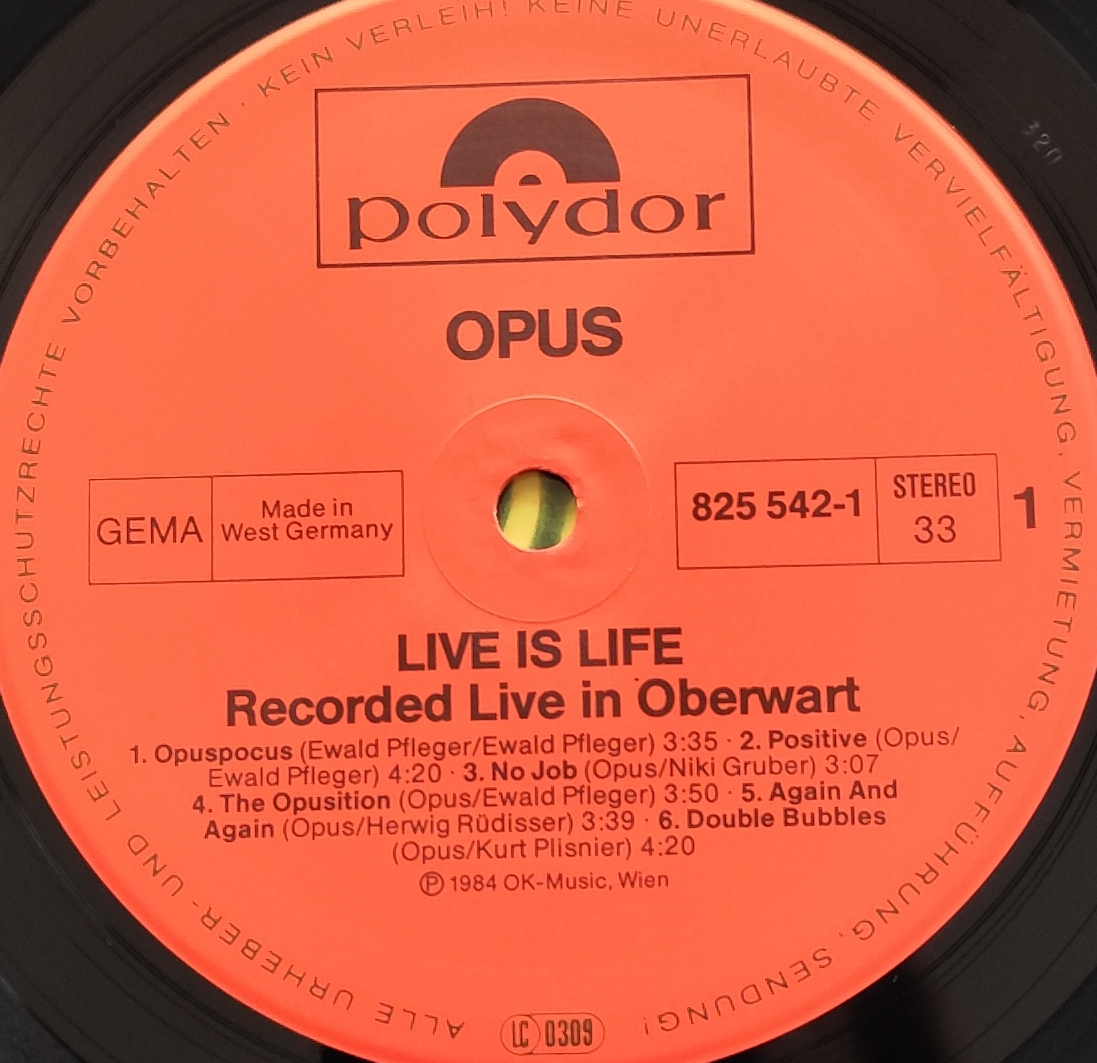 ALLE URHEBER- UND LEISTUNGSSCHUTZRECHTE VORBEHALTEN · KEIN VERLEIH! KEINE UNERLAUBTE VERVIELFÄLTIGUNG, VERMIETUNG, AUFFÜHRUNG, SENDUNG!
polydor
OPUS
GEMA
Made in
West Germany
825 542-1
STEREO
33
1
LIVE IS LIFE
Recorded Live in Oberwart
1. Opuspocus (Ewald Pfleger/Ewald Pfleger) 3:35 · 2. Positive (Opus/
Ewald Pfleger) 4:20 · 3. No Job (Opus/Niki Gruber) 3:07
4. The Opusition (Opus/Ewald Pfleger) 3:50 · 5. Again And
Again (Opus/Herwig Rüdisser) 3:39 · 6. Double Bubbles
(Opus/Kurt Plisnier) 4:20
Ⓟ 1984 OK-Music, Wien
LC 0309
320